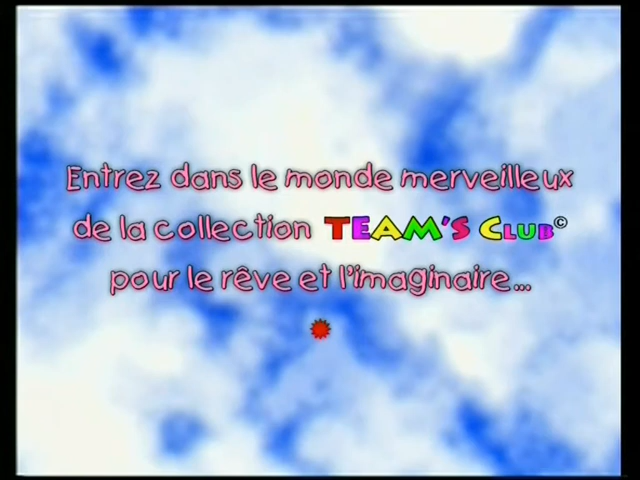 Entrez dans le monde merveilleux
de la collection TEAM'S CLUB©
pour le rêve et l'imaginaire...